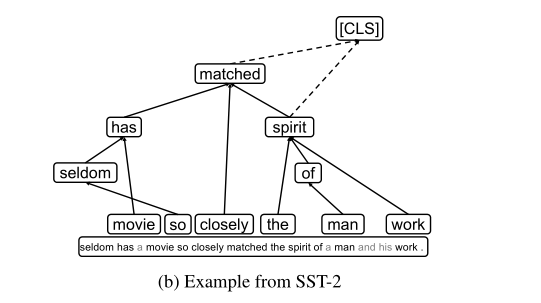 [CLS]
matched
has spirit
seldom of
movie so closely the man work
seldom has a movie so closely matched the spirit of a man and his work .
(b) Example from SST-2